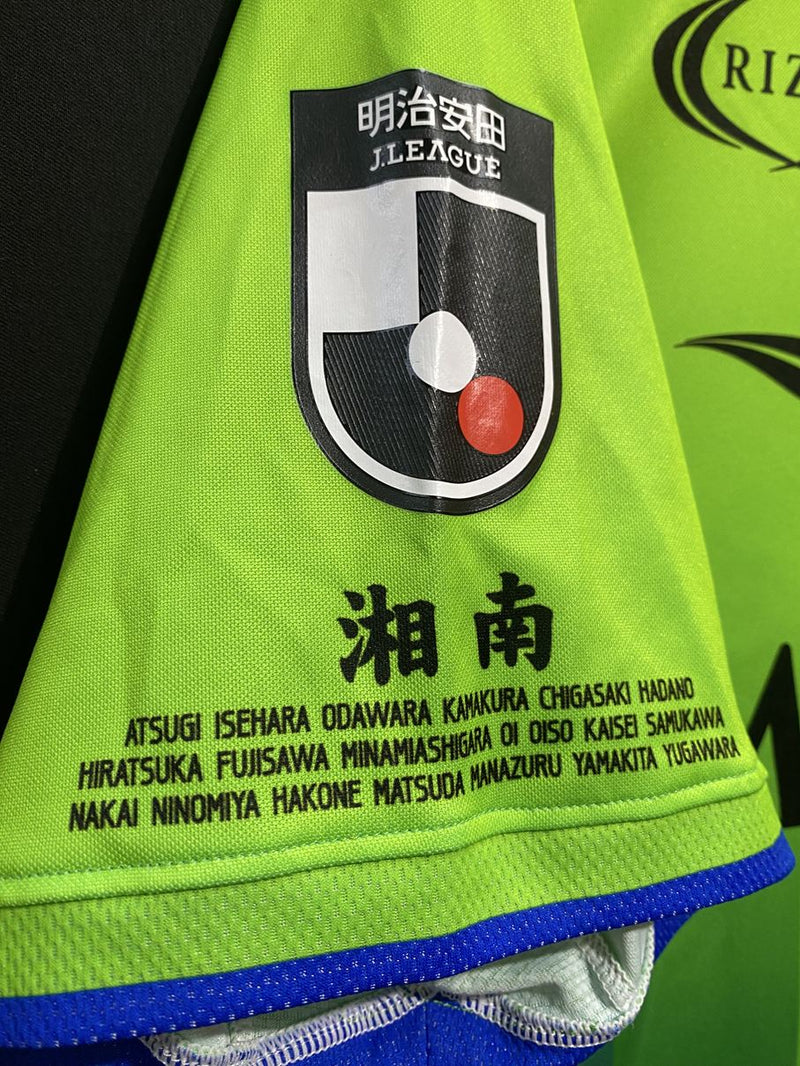 RIZ
明治安田
J.LEAGUE
湘南
ATSUGI ISEHARA ODAWARA KAMAKURA CHIGASAKI HADANO
HIRATSUKA FUJISAWA MINAMIASHIGARA OI OISO KAISEI SAMUKAWA
NAKAI NINOMIYA HAKONE MATSUDA MANAZURU YAMAKITA YUGAWARA